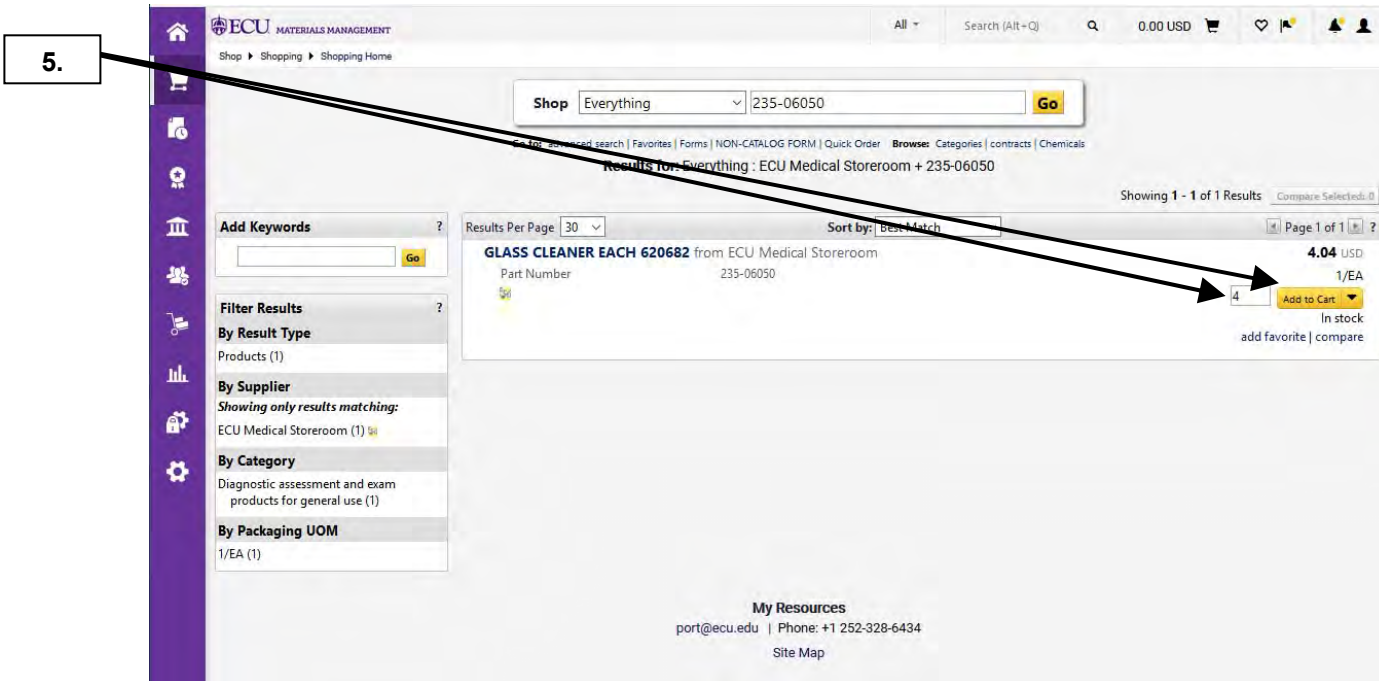 5.
ECU MATERIALS MANAGEMENT
All Search (Alt+Q) 0.00 USD
Shop Shopping Shopping Home
Shop Everything 235-06050 Go
Go to: advanced search | Favorites | Forms | NON-CATALOG FORM | Quick Order Browse: Categories | contracts | Chemicals
Results for: Everything : ECU Medical Storeroom + 235-06050
Showing 1 - 1 of 1 Results Compare Selected: 0
Add Keywords ?
Go
Filter Results ?
By Result Type
Products (1)
By Supplier
Showing only results matching:
ECU Medical Storeroom (1)
By Category
Diagnostic assessment and exam
products for general use (1)
By Packaging UOM
1/EA (1)
Results Per Page 30 Sort by: Best Match Page 1 of 1 ?
GLASS CLEANER EACH 620682 from ECU Medical Storeroom 4.04 USD
Part Number 235-06050 1/EA
4 Add to Cart
In stock
add favorite | compare
My Resources
port@ecu.edu | Phone: +1 252-328-6434
Site Map